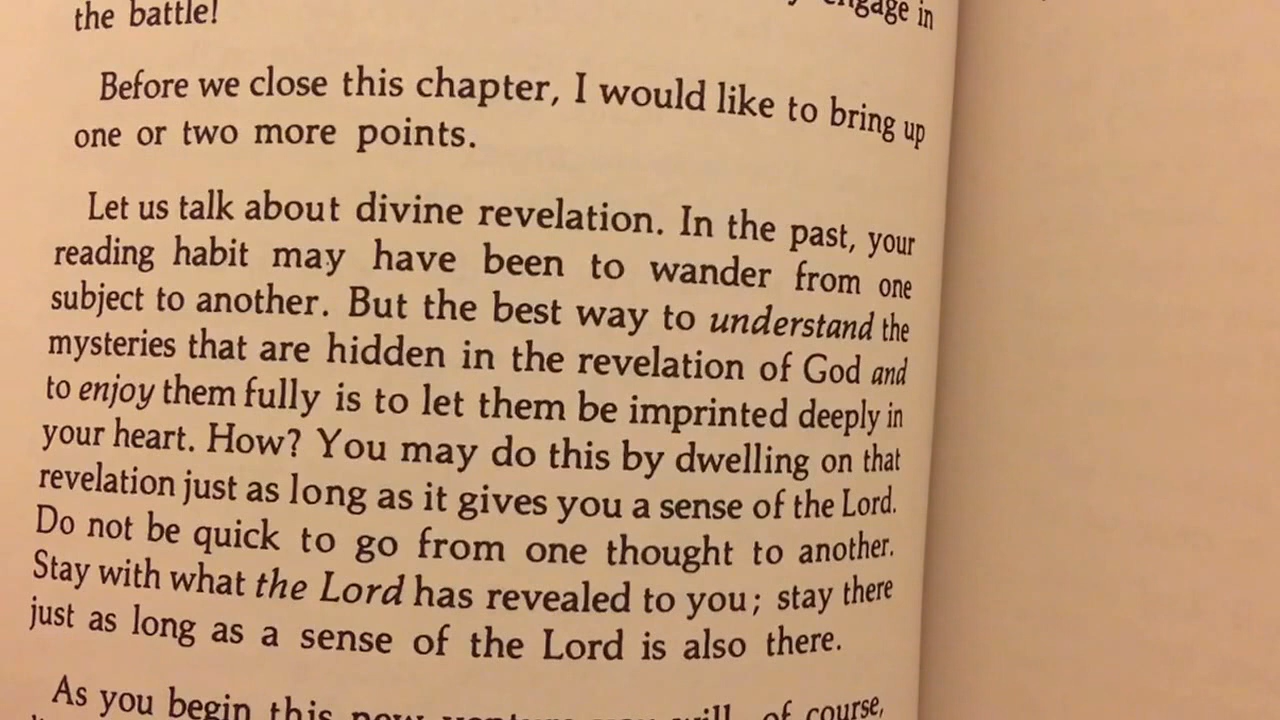 the battle! engage in
Before we close this chapter, I would like to bring up
one or two more points.
Let us talk about divine revelation. In the past, your
reading habit may have been to wander from one
subject to another. But the best way to understand the
mysteries that are hidden in the revelation of God and
to enjoy them fully is to let them be imprinted deeply in
your heart. How? You may do this by dwelling on that
revelation just as long as it gives you a sense of the Lord.
Do not be quick to go from one thought to another.
Stay with what the Lord has revealed to you; stay there
just as long as a sense of the Lord is also there.
As you begin this new venture you will, of course,